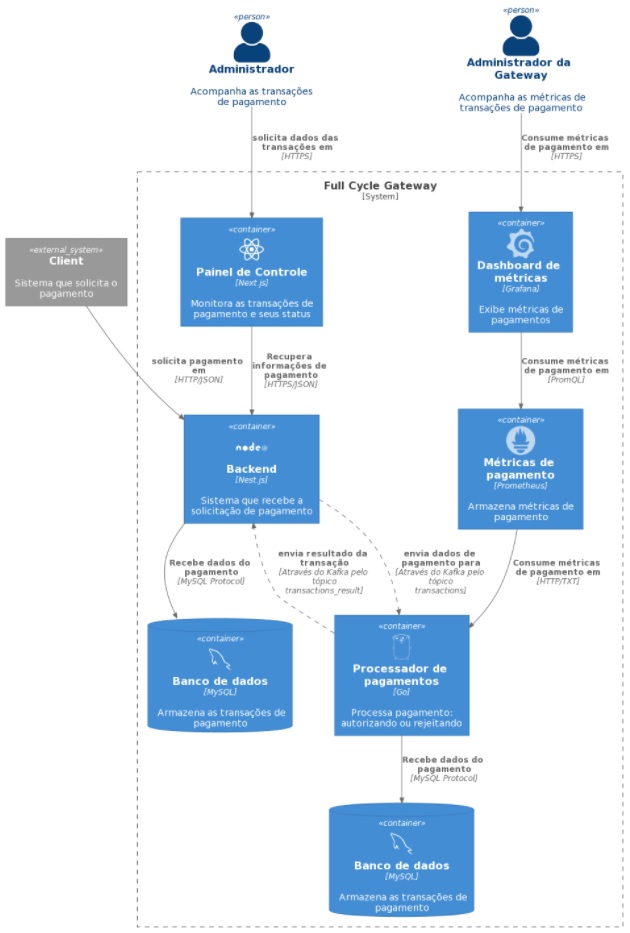 «person»
Administrador
Acompanha as transações
de pagamento
«person»
Administrador da
Gateway
Acompanha as métricas de
transações de pagamento
solicita dados das
transações em
[HTTPS]
Consume métricas
de pagamento em
[HTTPS]
Full Cycle Gateway
[System]
«external_system»
Client
Sistema que solicita o
pagamento
«container»
Painel de Controle
[Next.js]
Monitora as transações de
pagamento e seus status
«container»
Dashboard de
métricas
[Grafana]
Exibe métricas de
pagamentos
solicita pagamento
em
[HTTP/JSON]
Recupera
informações de
pagamento
[HTTPS/JSON]
Consume métricas
de pagamento em
[PromQL]
«container»
node
Backend
[Nest.js]
Sistema que recebe a
solicitação de pagamento
«container»
Métricas de
pagamento
[Prometheus]
Armazena métricas de
pagamento
Recebe dados do
pagamento
[MySQL Protocol]
envia resultado da
transação
[Através do Kafka pelo
tópico
transactions_result]
envia dados de
pagamento para
[Através do Kafka pelo
tópico
transactions]
Consume métricas
de pagamento em
[HTTP/TXT]
«container»
Banco de dados
[MySQL]
Armazena as transações de
pagamento
«container»
Processador de
pagamentos
[Go]
Processa pagamento:
autorizando ou rejeitando
Recebe dados do
pagamento
[MySQL Protocol]
«container»
Banco de dados
[MySQL]
Armazena as transações de
pagamento